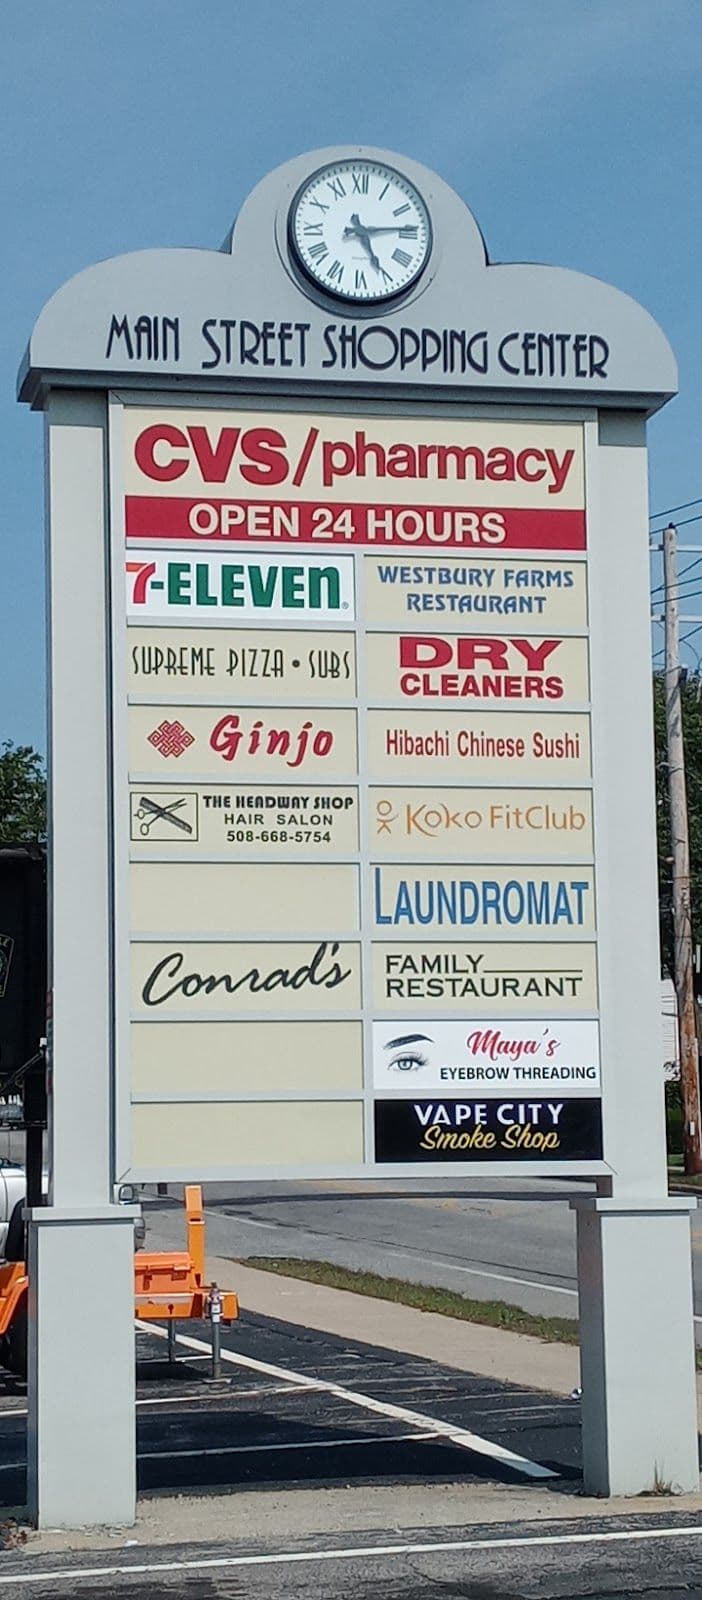 XII
MAIN STREET SHOPPING CENTER
CVS/pharmacy
OPEN 24 HOURS
7-ELEVEN
WESTBURY FARMS
RESTAURANT
SUPREME PIZZA • SUBS
DRY
CLEANERS
Ginjo
Hibachi Chinese Sushi
THE HEADWAY SHOP
HAIR SALON
508-668-5754
KoKo FitClub
LAUNDROMAT
Conrad's
FAMILY
RESTAURANT
Maya's
EYEBROW THREADING
VAPE CITY
Smoke Shop